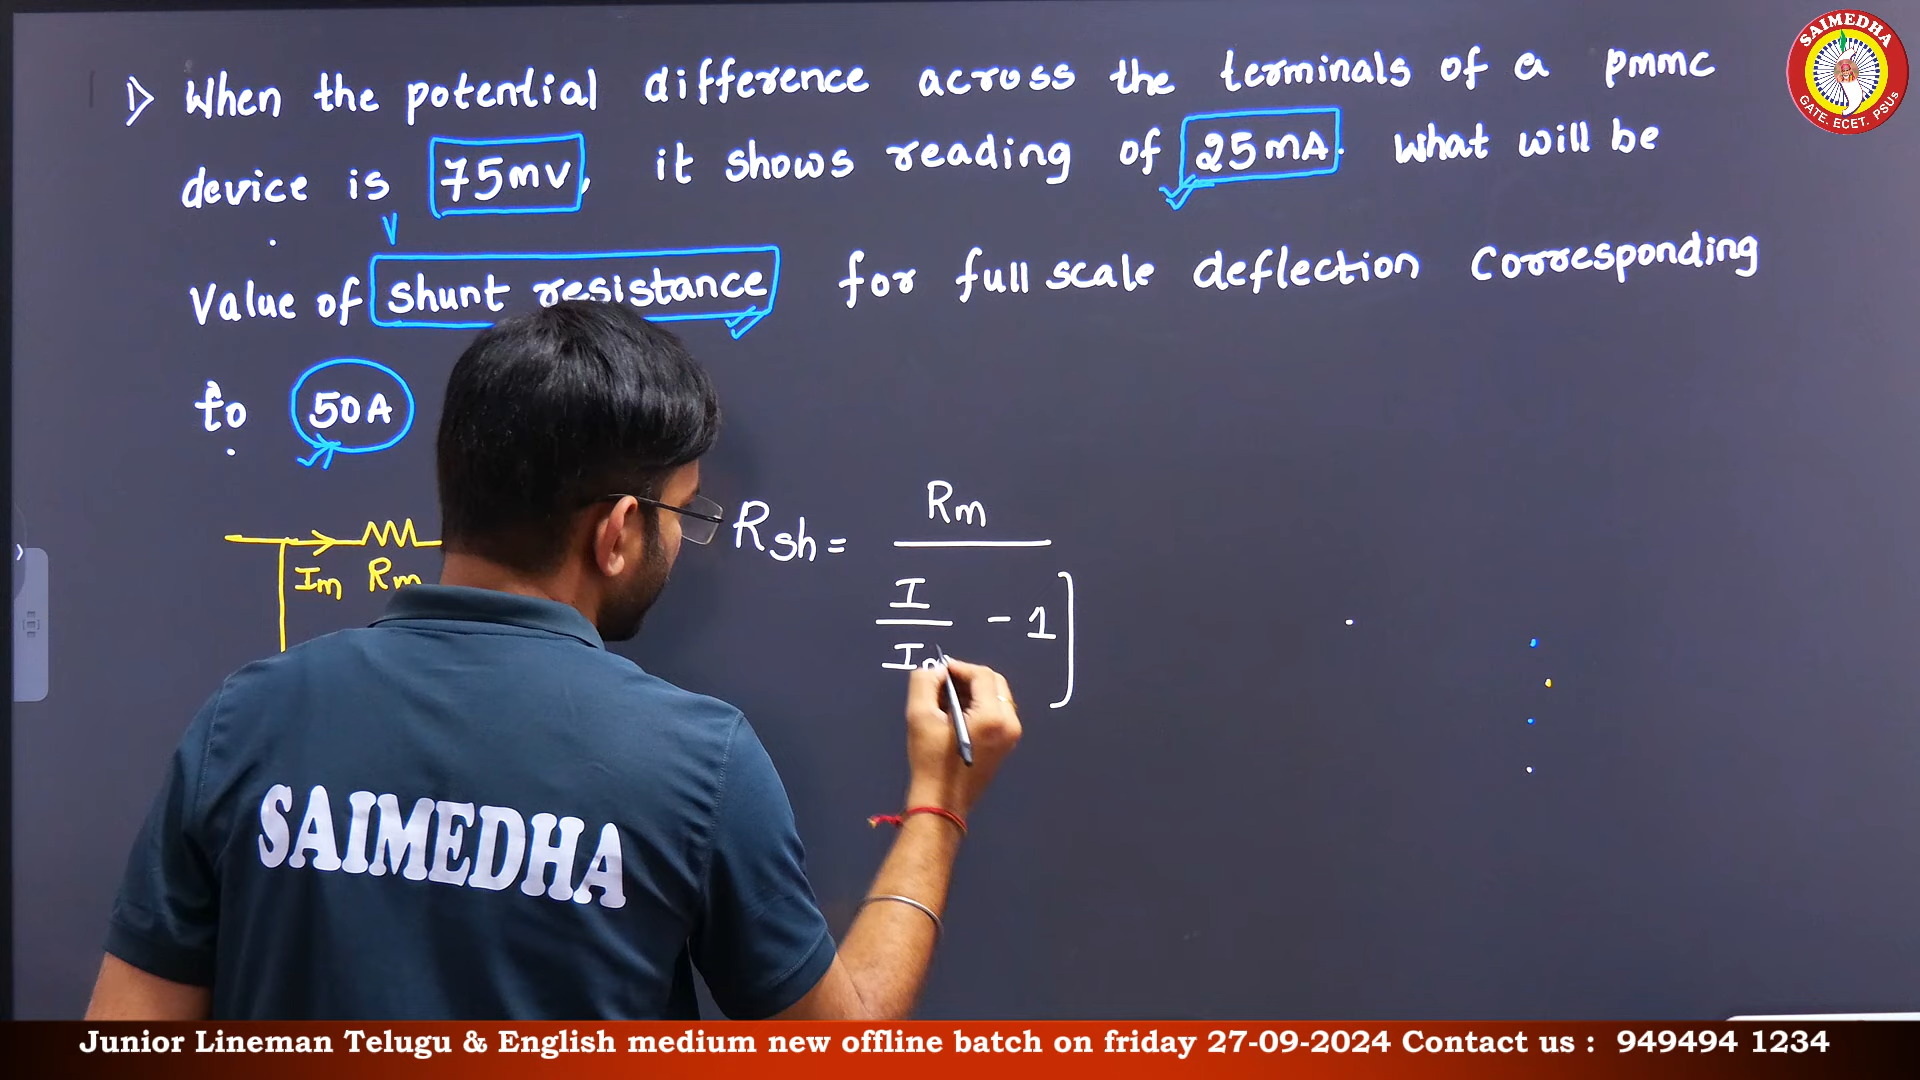 When the potential difference across the terminals of a PMMC
device is 75mV, it shows reading of 25mA. What will be
Value of shunt resistance for full scale deflection Corresponding
to 50A
Rsh = Rm
I
- 1
Im
Im Rm
SAIMEDHA
SAIMEDHA
GATE. ECET. PSUs
Junior Lineman Telugu & English medium new offline batch on friday 27-09-2024 Contact us : 949494 1234